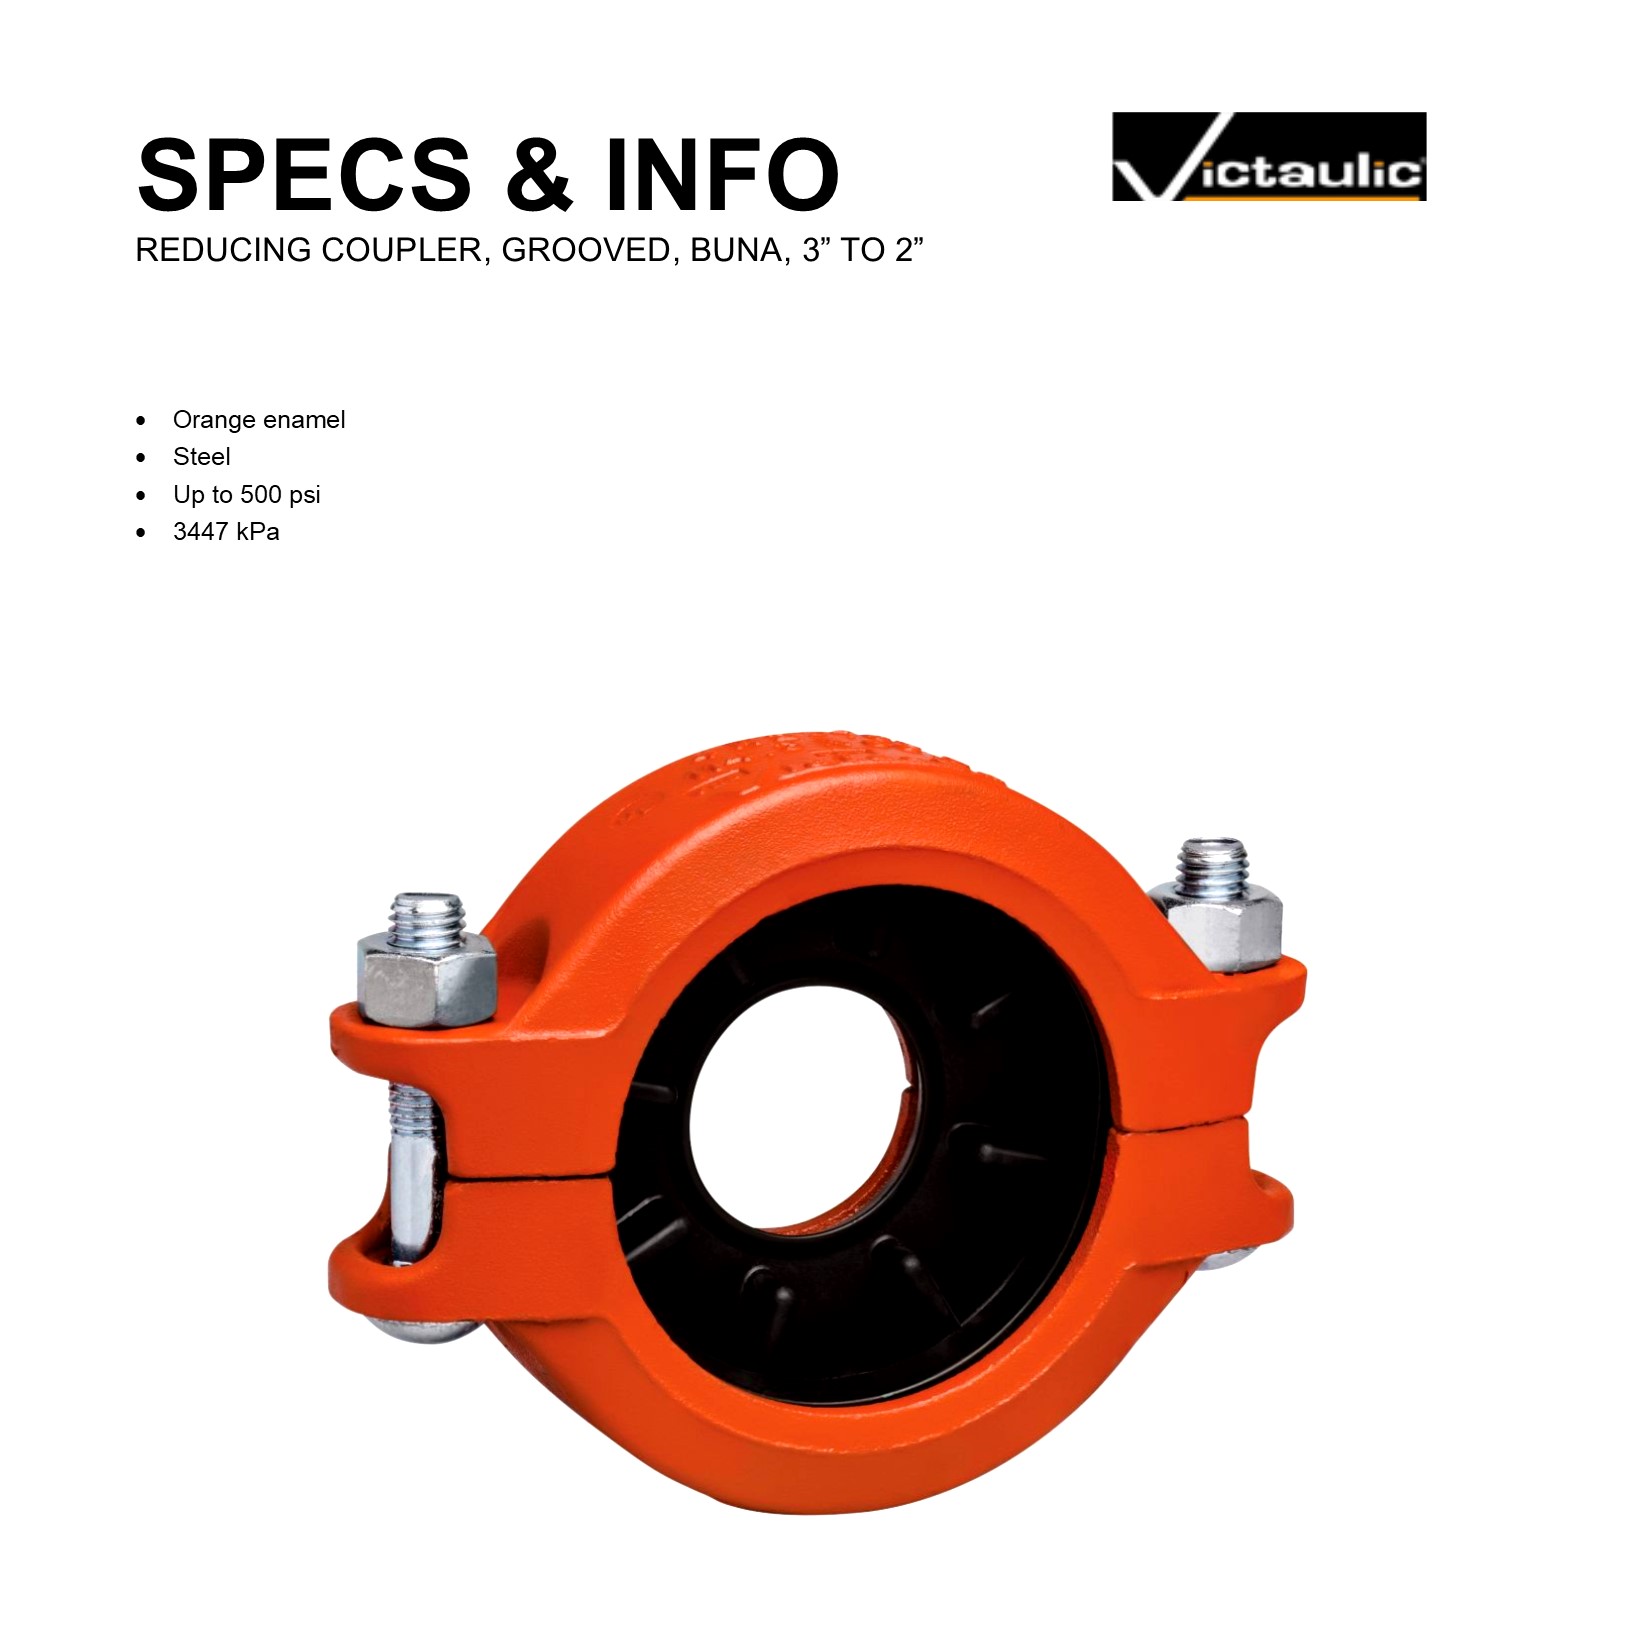 SPECS & INFO
Victaulic
REDUCING COUPLER, GROOVED, BUNA, 3” TO 2”
• Orange enamel
• Steel
• Up to 500 psi
• 3447 kPa